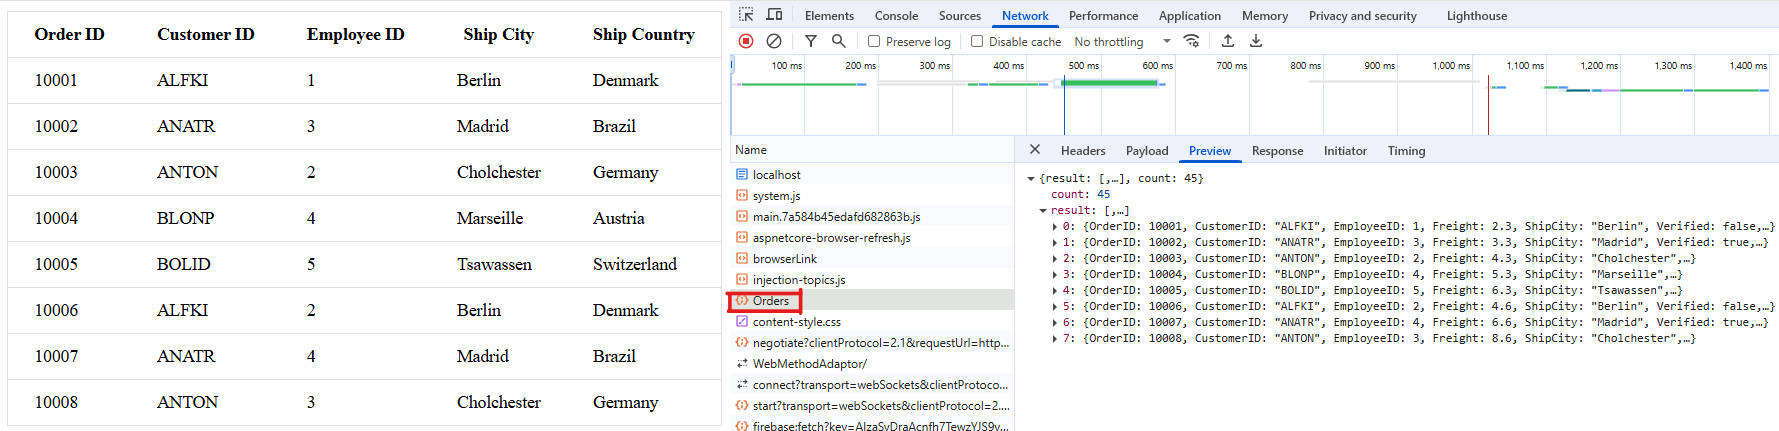 Order ID Customer ID Employee ID Ship City Ship Country
10001 ALFKI 1 Berlin Denmark
10002 ANATR 3 Madrid Brazil
10003 ANTON 2 Cholchester Germany
10004 BLONP 4 Marseille Austria
10005 BOLID 5 Tsawassen Switzerland
10006 ALFKI 2 Berlin Denmark
10007 ANATR 4 Madrid Brazil
10008 ANTON 3 Cholchester Germany
Elements Console Sources Network Performance Application Memory Privacy and security Lighthouse
Preserve log Disable cache No throttling
100 ms 200 ms 300 ms 400 ms 500 ms 600 ms 700 ms 800 ms 900 ms 1,000 ms 1,100 ms 1,200 ms 1,300 ms 1,400 ms
Name
localhost
system.js
main.7a584b45edafd682863b.js
aspnetcore-browser-refresh.js
browserLink
injection-topics.js
Orders
content-style.css
negotiate?clientProtocol=2.1&requestUrl=http...
WebMethodAdaptor/
connect?transport=webSockets&clientProtoco...
start?transport=webSockets&clientProtocol=2....
Headers Payload Preview Response Initiator Timing
{result: [,…], count: 45}
count: 45
result: [,…]
0: {OrderID: 10001, CustomerID: "ALFKI", EmployeeID: 1, Freight: 2.3, ShipCity: "Berlin", Verified: false,…}
1: {OrderID: 10002, CustomerID: "ANATR", EmployeeID: 3, Freight: 3.3, ShipCity: "Madrid", Verified: true,…}
2: {OrderID: 10003, CustomerID: "ANTON", EmployeeID: 2, Freight: 4.3, ShipCity: "Cholchester",…}
3: {OrderID: 10004, CustomerID: "BLONP", EmployeeID: 4, Freight: 5.3, ShipCity: "Marseille",…}
4: {OrderID: 10005, CustomerID: "BOLID", EmployeeID: 5, Freight: 6.3, ShipCity: "Tsawassen",…}
5: {OrderID: 10006, CustomerID: "ALFKI", EmployeeID: 2, Freight: 4.6, ShipCity: "Berlin", Verified: false,…}
6: {OrderID: 10007, CustomerID: "ANATR", EmployeeID: 4, Freight: 6.6, ShipCity: "Madrid", Verified: true,…}
7: {OrderID: 10008, CustomerID: "ANTON", EmployeeID: 3, Freight: 8.6, ShipCity: "Cholchester",…}